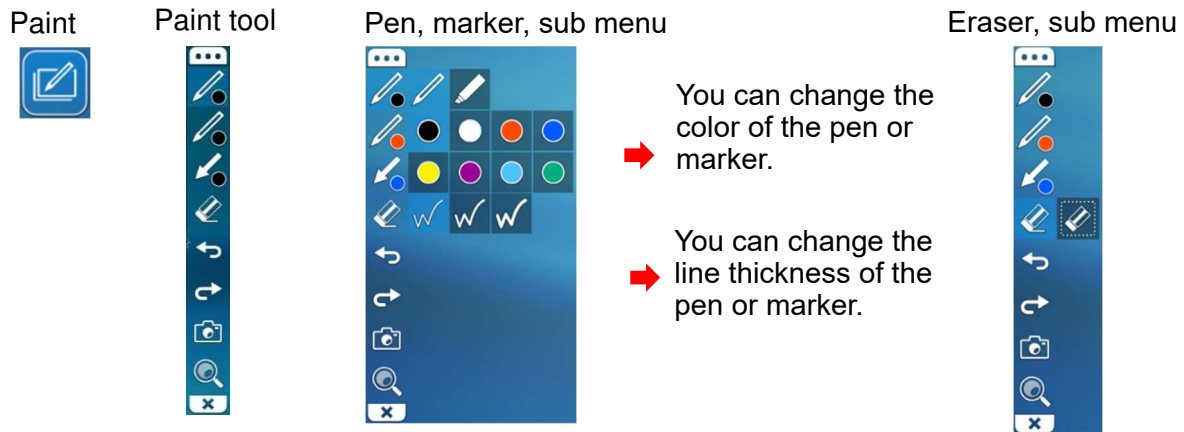 Paint
Paint tool
Pen, marker, sub menu
Eraser, sub menu
You can change the
color of the pen or
marker.
You can change the
line thickness of the
pen or marker.